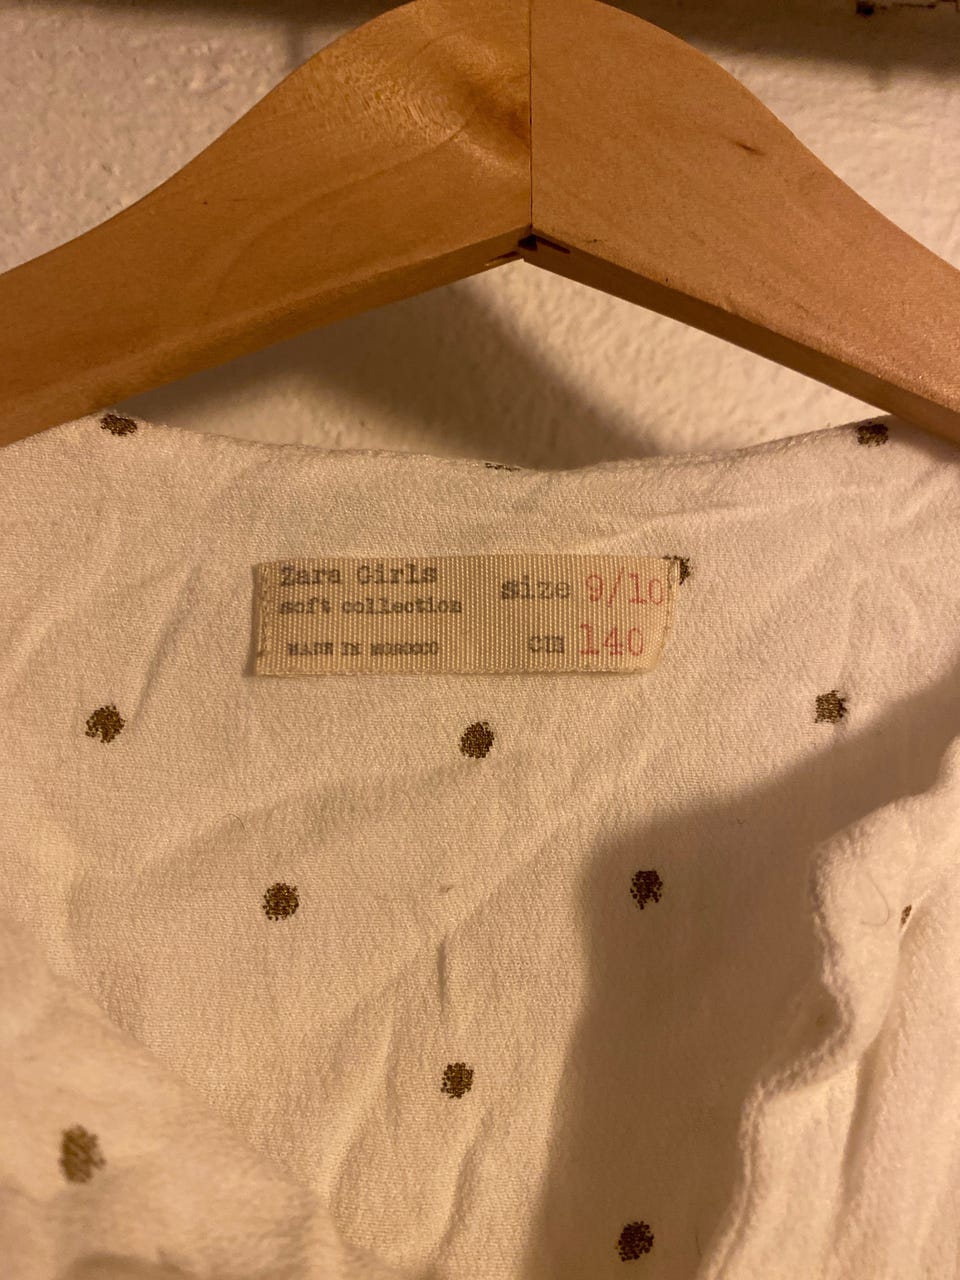 Zara Girls
soft collection
MADE IN MOROCCO
size 9/10
CM 140